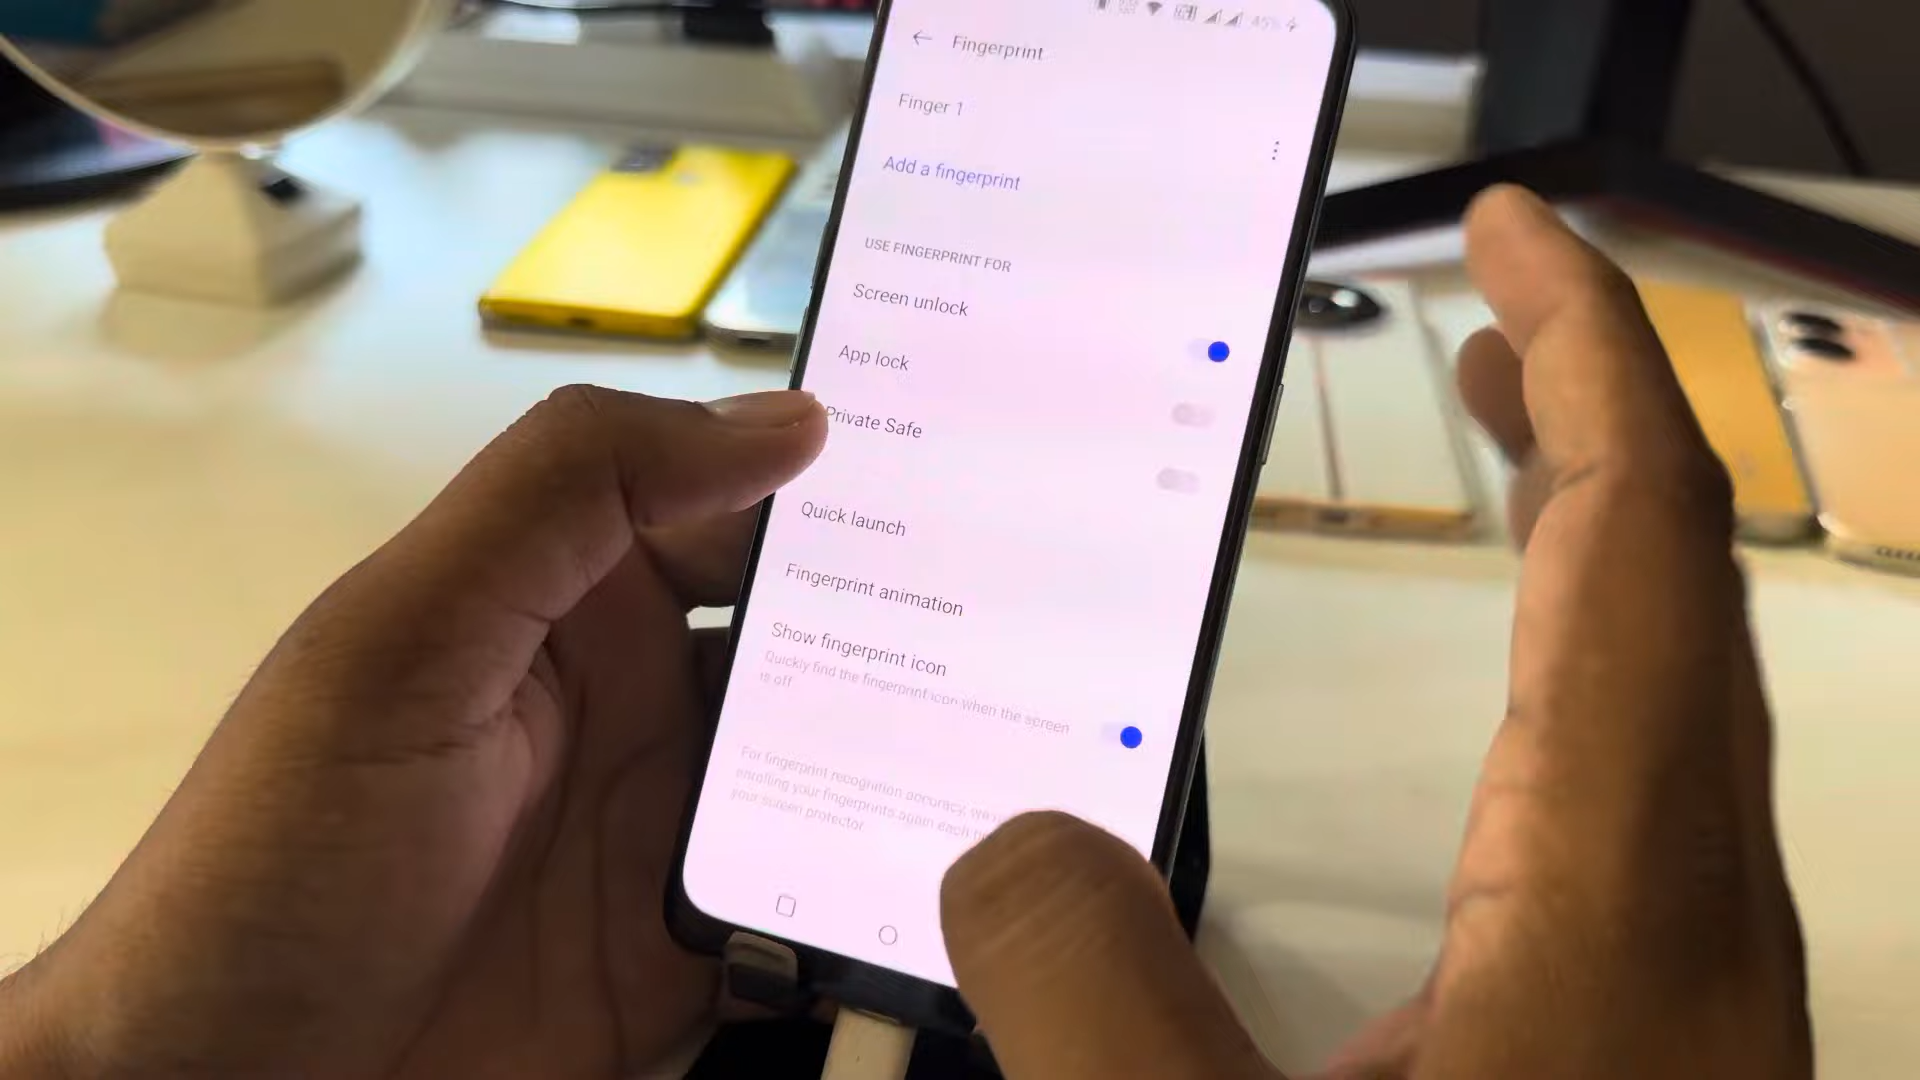 45%
Fingerprint
Finger 1
Add a fingerprint
USE FINGERPRINT FOR
Screen unlock
App lock
Private Safe
Quick launch
Fingerprint animation
Show fingerprint icon
Quickly find the fingerprint icon when the screen
is off.
For fingerprint recognition accuracy, we
enrolling your fingerprints again each
your screen protector.